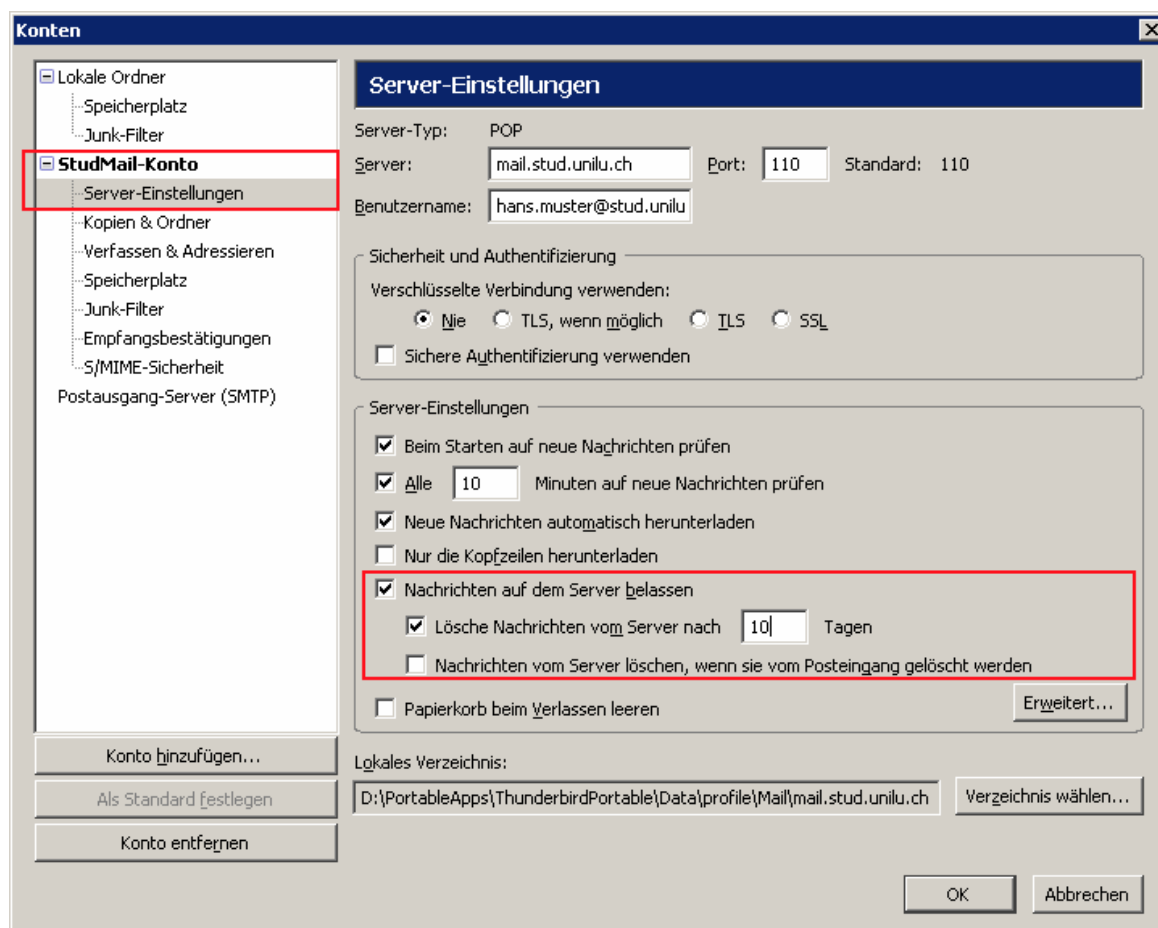 Konten
Lokale Ordner
Speicherplatz
Junk-Filter
StudMail-Konto
Server-Einstellungen
Kopien & Ordner
Verfassen & Adressieren
Speicherplatz
Junk-Filter
Empfangsbestätigungen
S/MIME-Sicherheit
Postausgang-Server (SMTP)
Konto hinzufügen...
Als Standard festlegen
Konto entfernen
Server-Einstellungen
Server-Typ: POP
Server: mail.stud.unilu.ch Port: 110 Standard: 110
Benutzername: hans.muster@stud.unilu
Sicherheit und Authentifizierung
Verschlüsselte Verbindung verwenden:
Nie TLS, wenn möglich TLS SSL
Sichere Authentifizierung verwenden
Server-Einstellungen
Beim Starten auf neue Nachrichten prüfen
Alle 10 Minuten auf neue Nachrichten prüfen
Neue Nachrichten automatisch herunterladen
Nur die Kopfzeilen herunterladen
Nachrichten auf dem Server belassen
Lösche Nachrichten vom Server nach 10 Tagen
Nachrichten vom Server löschen, wenn sie vom Posteingang gelöscht werden
Papierkorb beim Verlassen leeren
Erweitert...
Lokales Verzeichnis:
D:\PortableApps\ThunderbirdPortable\Data\profile\Mail\mail.stud.unilu.ch Verzeichnis wählen...
OK Abbrechen